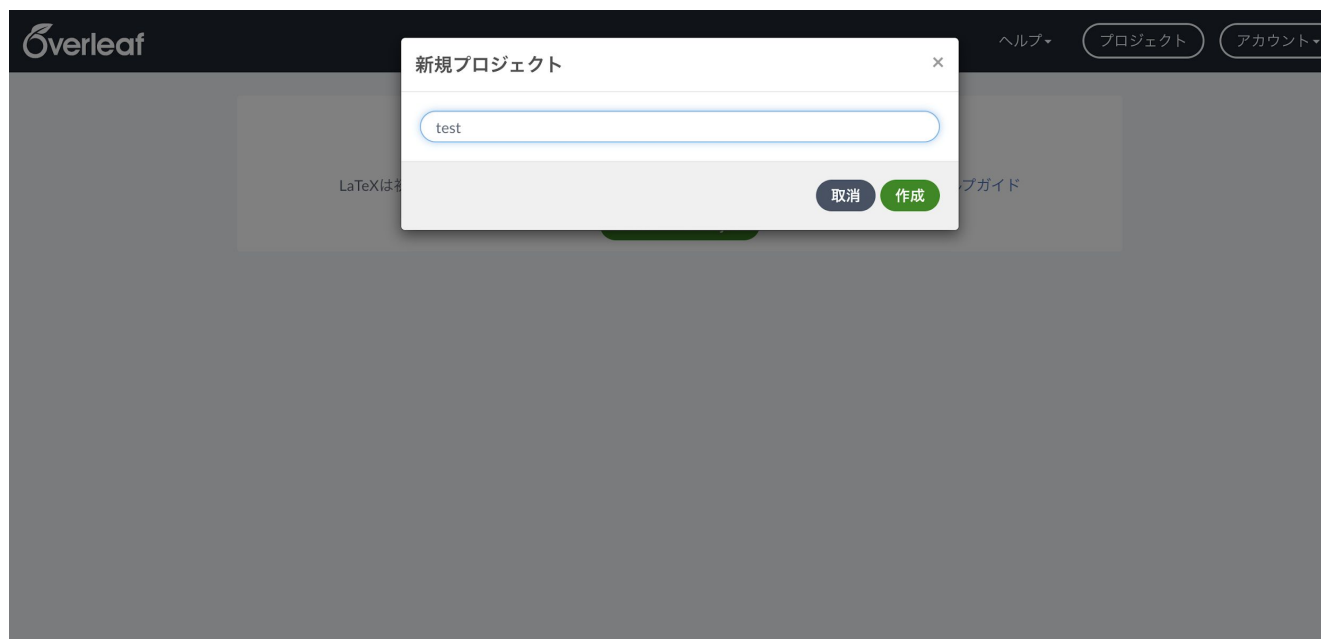 Overleaf
ヘルプ
プロジェクト
アカウント
新規プロジェクト
×
test
LaTeXは
プガイド
取消
作成